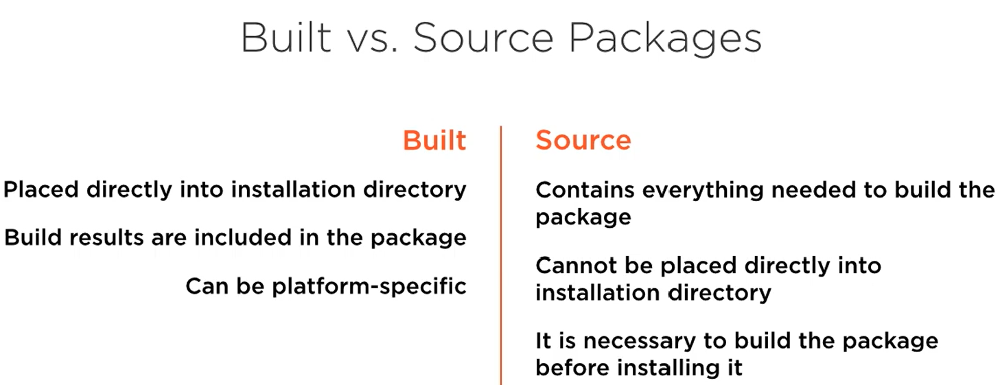 Built vs. Source Packages
Built
Placed directly into installation directory
Build results are included in the package
Can be platform-specific
Source
Contains everything needed to build the
package
Cannot be placed directly into
installation directory
It is necessary to build the package
before installing it